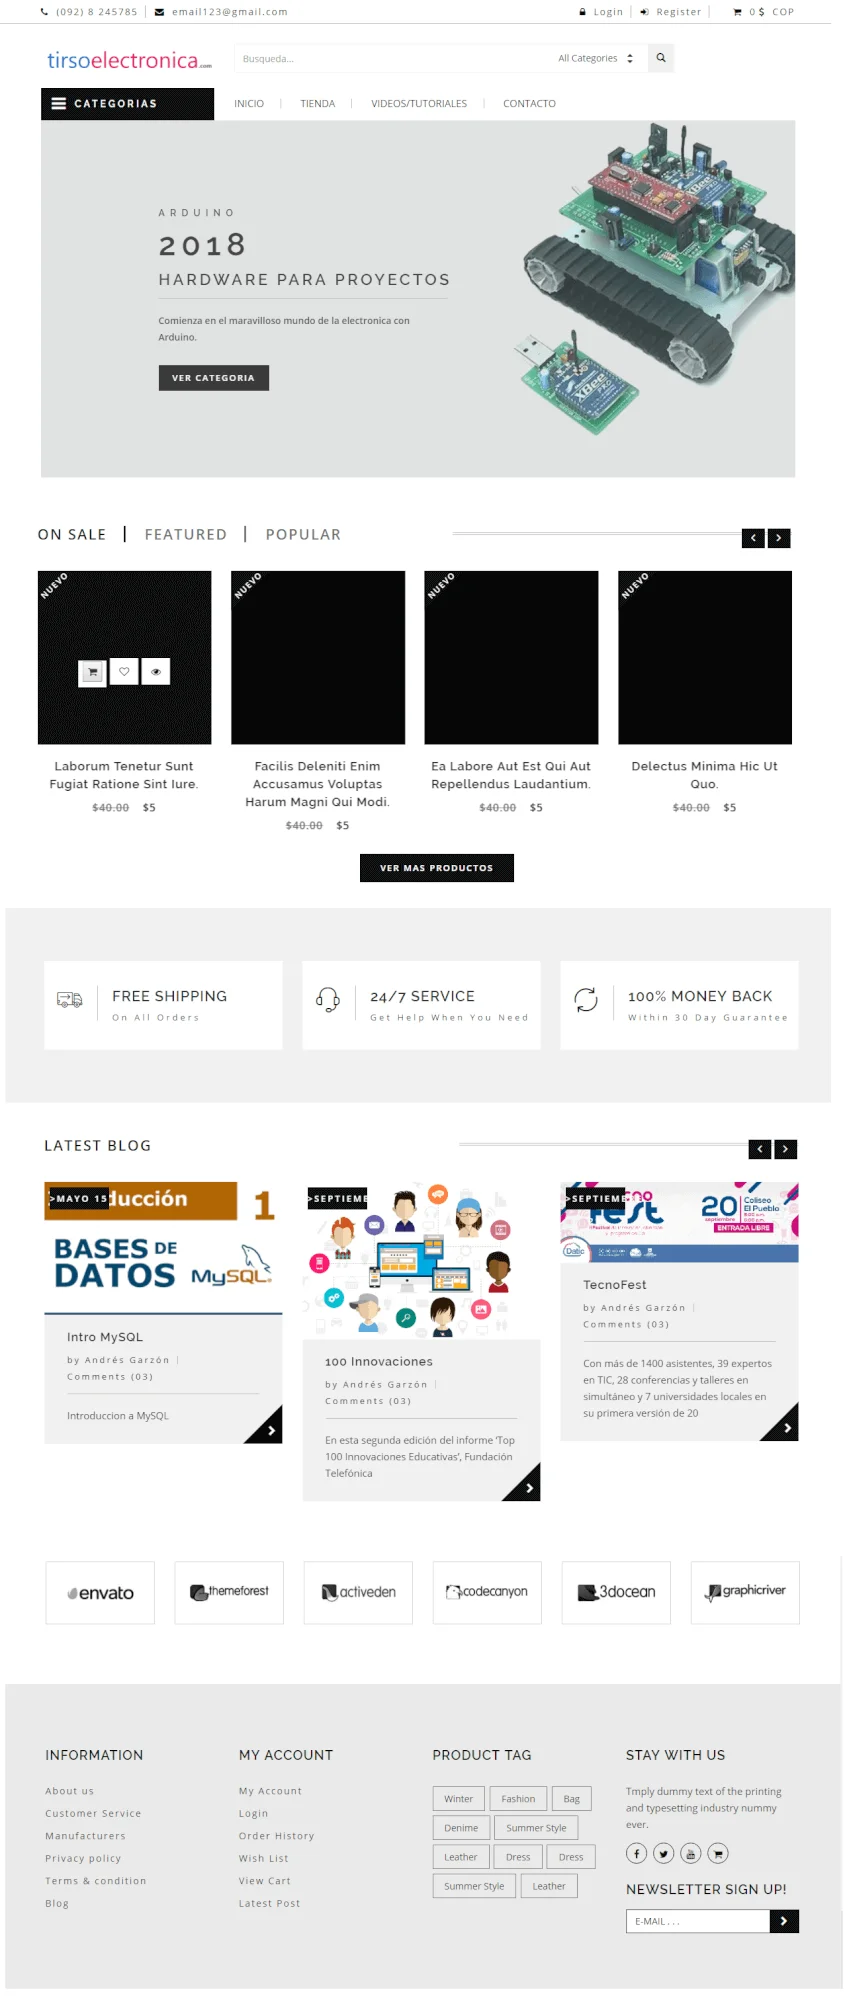 (092) 8 245785
email123@gmail.com
Login
Register
0 $ COP
tirsoelectronica.com
Busqueda...
All Categories
CATEGORIAS
INICIO
TIENDA
VIDEOS/TUTORIALES
CONTACTO
ARDUINO
2018
HARDWARE PARA PROYECTOS
Comienza en el maravilloso mundo de la electronica con
Arduino.
VER CATEGORIA
XBee
PRO
ON SALE
FEATURED
POPULAR
NUEVO
NUEVO
NUEVO
NUEVO
Laborum Tenetur Sunt
Fugiat Ratione Sint Iure.
$40.00 $5
Facilis Deleniti Enim
Accusamus Voluptas
Harum Magni Qui Modi.
$40.00 $5
Ea Labore Aut Est Qui Aut
Repellendus Laudantium.
$40.00 $5
Delectus Minima Hic Ut
Quo.
$40.00 $5
VER MAS PRODUCTOS
FREE SHIPPING
On All Orders
24/7 SERVICE
Get Help When You Need
100% MONEY BACK
Within 30 Day Guarantee
LATEST BLOG
>MAYO 15
ducción 1
BASES DE
DATOS
MySQL
Intro MySQL
by Andrés Garzón |
Comments (03)
Introduccion a MySQL
>SEPTIEME
100 Innovaciones
by Andrés Garzón |
Comments (03)
En esta segunda edición del informe 'Top
100 Innovaciones Educativas', Fundación
Telefónica
>SEPTIEME
fest
20
septiembre
Coliseo
El Pueblo
ENTRADA LIBRE
Datic
TecnoFest
by Andrés Garzón |
Comments (03)
Con más de 1400 asistentes, 39 expertos
en TIC, 28 conferencias y talleres en
simultáneo y 7 universidades locales en
su primera versión de 20
envato
themeforest
activeden
codecanyon
3docean
graphicriver
INFORMATION
About us
Customer Service
Manufacturers
Privacy policy
Terms & condition
Blog
MY ACCOUNT
My Account
Login
Order History
Wish List
View Cart
Latest Post
PRODUCT TAG
Winter
Fashion
Bag
Denime
Summer Style
Leather
Dress
Dress
Summer Style
Leather
STAY WITH US
Tmply dummy text of the printing
and typesetting industry nummy
ever.
NEWSLETTER SIGN UP!
E-MAIL . . .